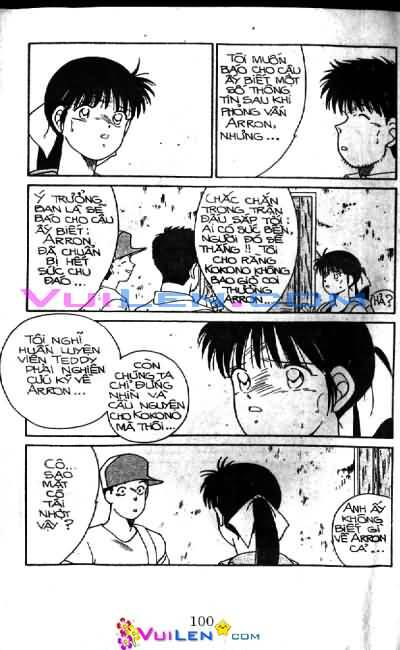 TÔI MUỐN
BÁO CHO CẬU
ẤY BIẾT MỘT
SỐ THÔNG
TIN SAU KHI
PHỎNG VẤN
ARRON,
NHƯNG...
Ý TRƯỞNG
BAN LÀ SẼ
BÁO CHO CẬU
ẤY BIẾT:
ARRON
ĐÃ CHUẨN
BỊ HẾT
SỨC CHU
ĐÁO...
CHẮC CHẮN
TRONG TRẬN
ĐẤU SẮP TỚI:
AI CÓ SỨC BỀN,
NGƯỜI ĐÓ SẼ
THẮNG!! TÔI
CHO RẰNG
KOKONO KHÔNG
BAO GIỜ COI
THƯỜNG
ARRON...
HẢ?
VUILEN.COM
TÔI NGHĨ
HUẤN LUYỆN
VIÊN TEDDY
PHẢI NGHIÊN
CỨU KỸ VỀ
ARRON...
CÒN
CHÚNG TA
CHỈ ĐỨNG
NHÌN VÀ
CẦU NGUYỆN
CHO KOKONO
MÀ THÔI...
CÔ...
SAO
MẶT
CÔ
TÁI
NHỢT
VẬY?
ANH ẤY
KHÔNG
BIẾT GÌ
VỀ ARRON
CẢ...
100
VUILEN.COM